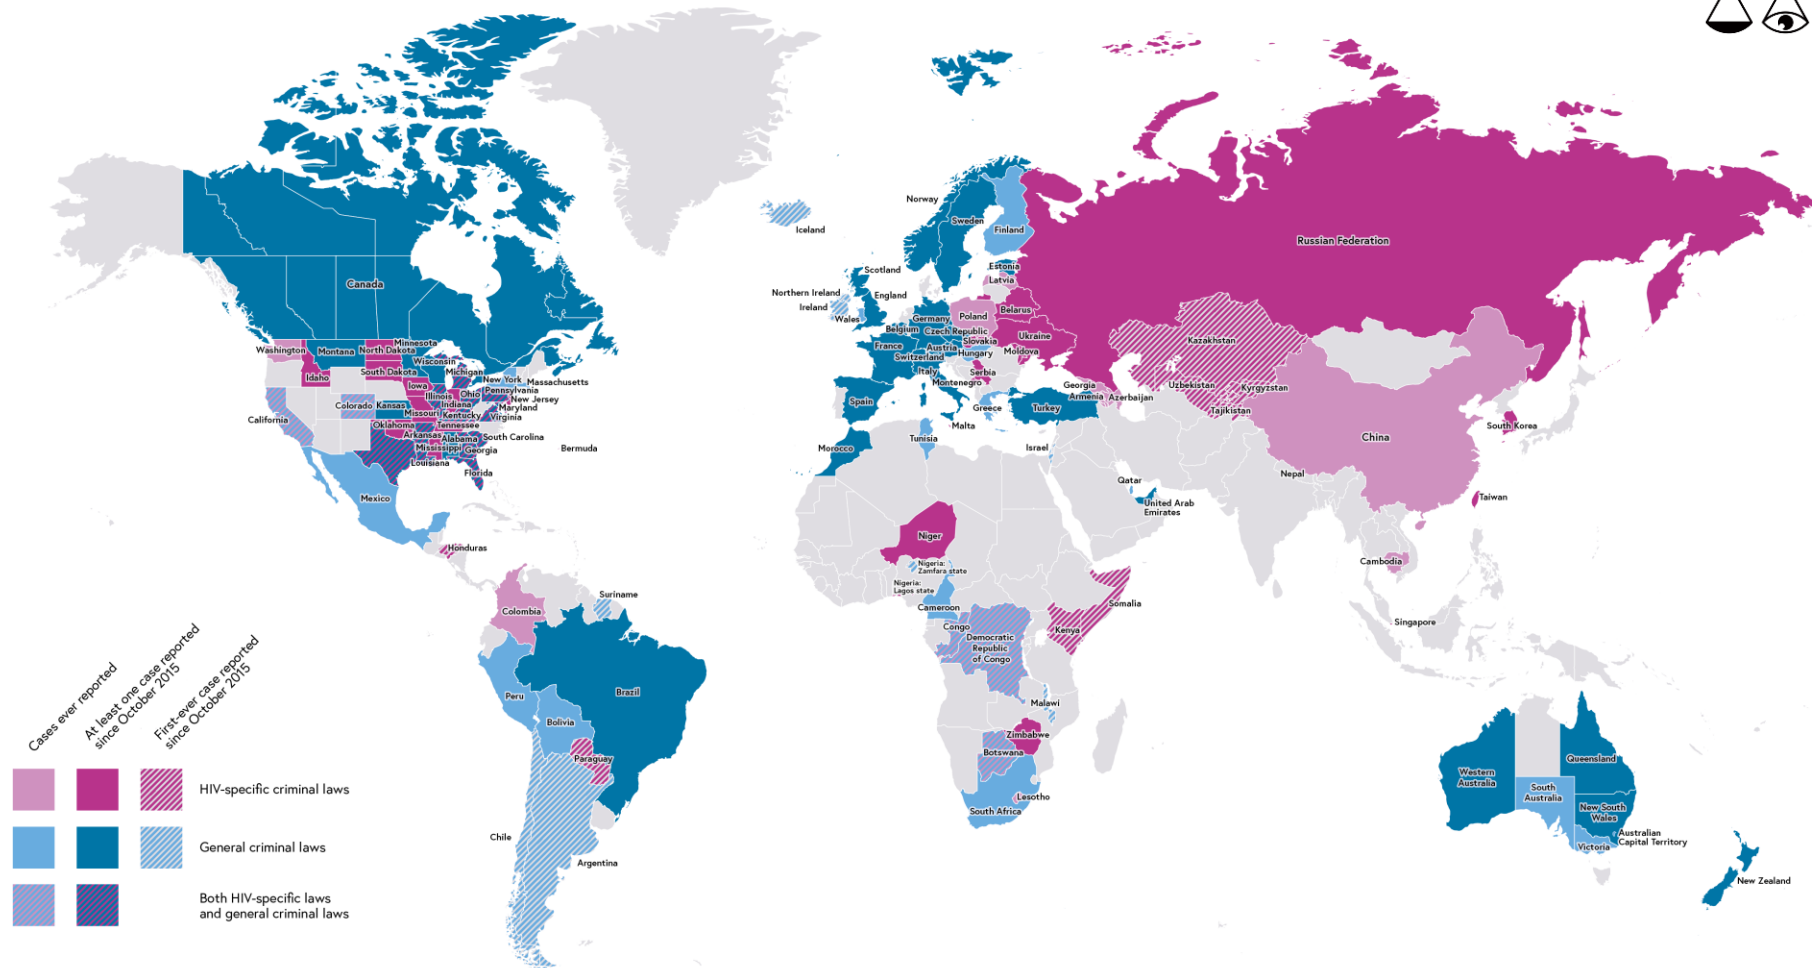 Iceland
Norway
Sweden
Finland
Russian Federation
Scotland
Estonia
Latvia
Northern Ireland
England
Ireland
Wales
Belarus
Poland
Germany
Belgium
Czech Republic
Ukraine
Slovakia
France
Austria
Hungary
Moldova
Switzerland
Italy
Serbia
Montenegro
Spain
Greece
Turkey
Malta
Georgia
Armenia
Azerbaijan
Kazakhstan
Uzbekistan
Kyrgyzstan
Tajikistan
China
South Korea
Taiwan
Nepal
Cambodia
Singapore
Canada
Washington
Montana
North Dakota
Minnesota
Wisconsin
Idaho
South Dakota
Michigan
New York
Massachusetts
Iowa
Pennsylvania
Illinois
Ohio
New Jersey
Indiana
Maryland
Colorado
Kansas
Missouri
Kentucky
Virginia
California
Oklahoma
Tennessee
Arkansas
Alabama
South Carolina
Mississippi
Georgia
Louisiana
Florida
Bermuda
Mexico
Honduras
Morocco
Tunisia
Israel
Qatar
United Arab
Emirates
Niger
Nigeria:
Zamfara state
Nigeria:
Lagos state
Cameroon
Congo
Democratic
Republic
of Congo
Somalia
Kenya
Malawi
Zimbabwe
Botswana
Lesotho
South Africa
Suriname
Colombia
Peru
Brazil
Bolivia
Paraguay
Chile
Argentina
Western
Australia
Queensland
South
Australia
New South
Wales
Australian
Capital Territory
Victoria
New Zealand
Cases ever reported
At least one case reported
since October 2015
First-ever case reported
since October 2015
HIV-specific criminal laws
General criminal laws
Both HIV-specific laws
and general criminal laws